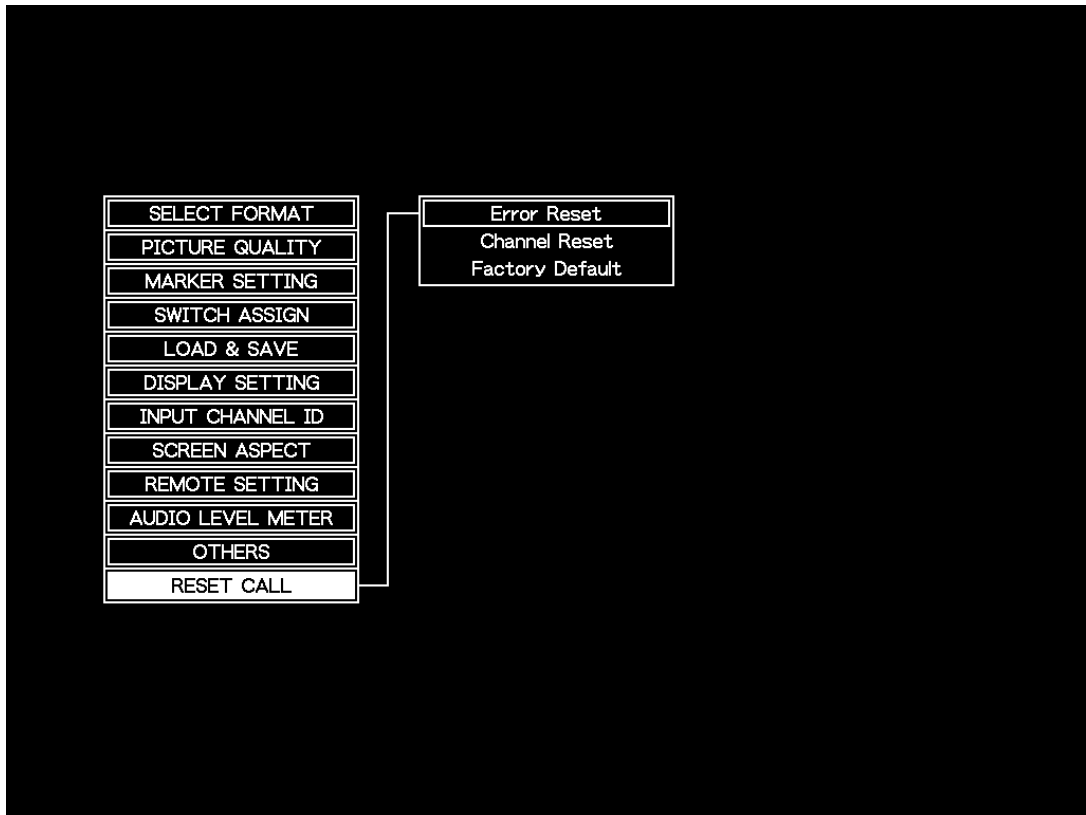 SELECT FORMAT
PICTURE QUALITY
MARKER SETTING
SWITCH ASSIGN
LOAD & SAVE
DISPLAY SETTING
INPUT CHANNEL ID
SCREEN ASPECT
REMOTE SETTING
AUDIO LEVEL METER
OTHERS
RESET CALL
Error Reset
Channel Reset
Factory Default